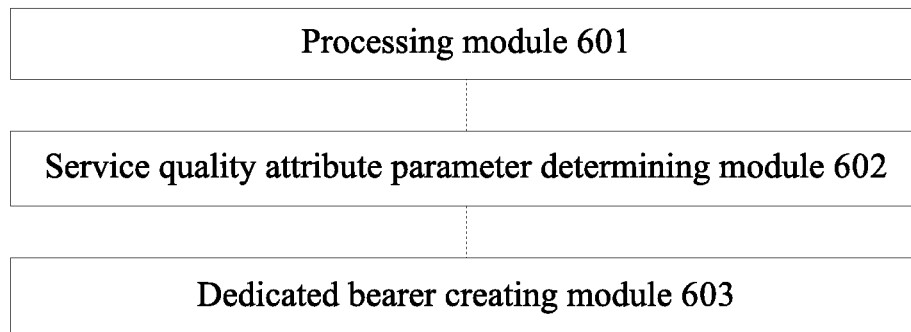 Processing module 601
Service quality attribute parameter determining module 602
Dedicated bearer creating module 603